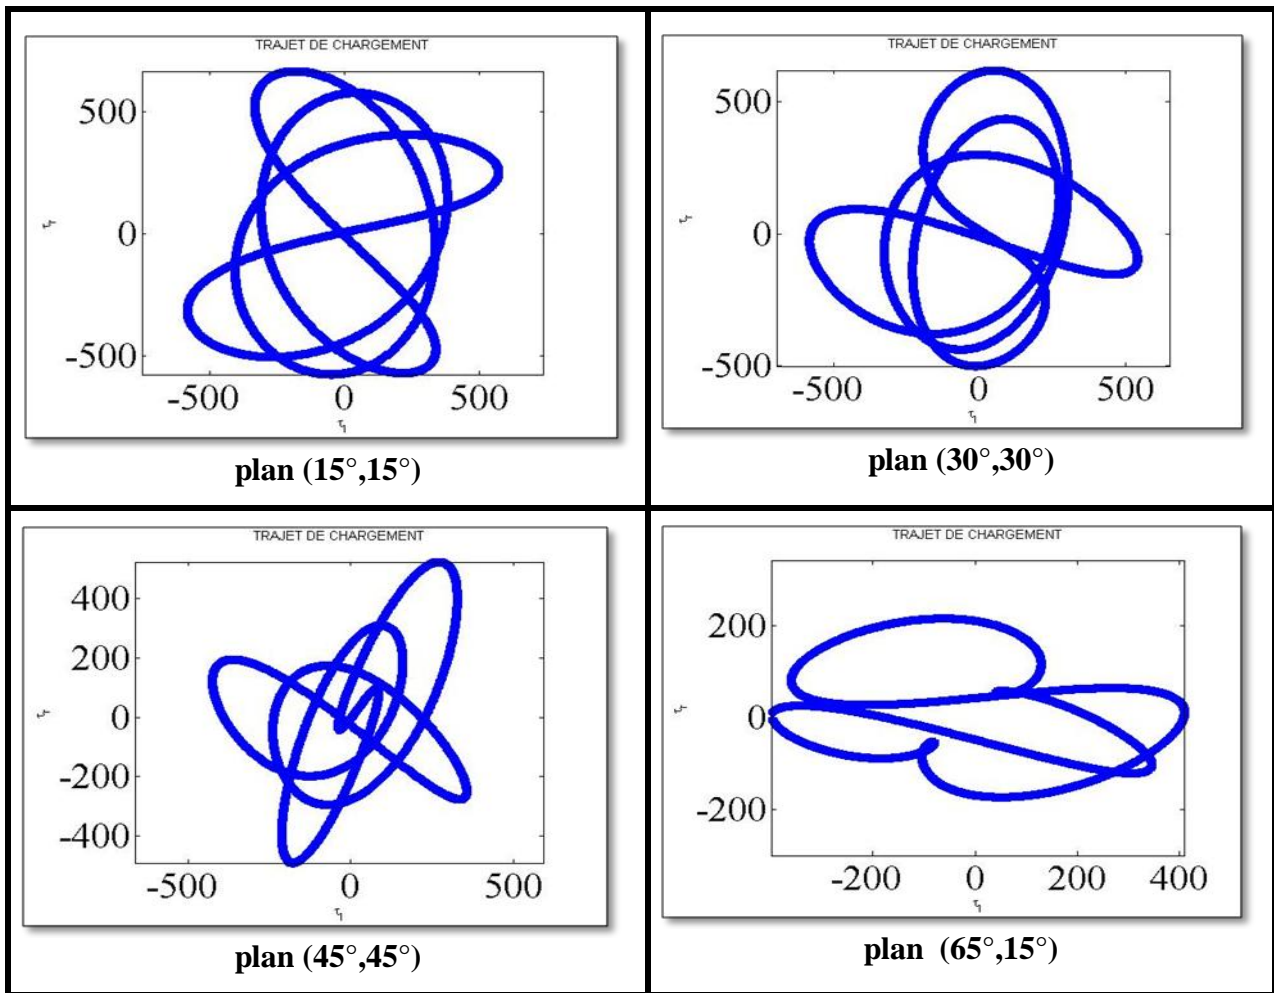 TRAJET DE CHARGEMENT
500
0
-500
-500 0 500
τ
plan (15°,15°)
TRAJET DE CHARGEMENT
500
0
-500
-500 0 500
τ
plan (30°,30°)
TRAJET DE CHARGEMENT
400
200
0
-200
-400
-500 0 500
τ
plan (45°,45°)
TRAJET DE CHARGEMENT
200
0
-200
-200 0 200 400
τ
plan (65°,15°)